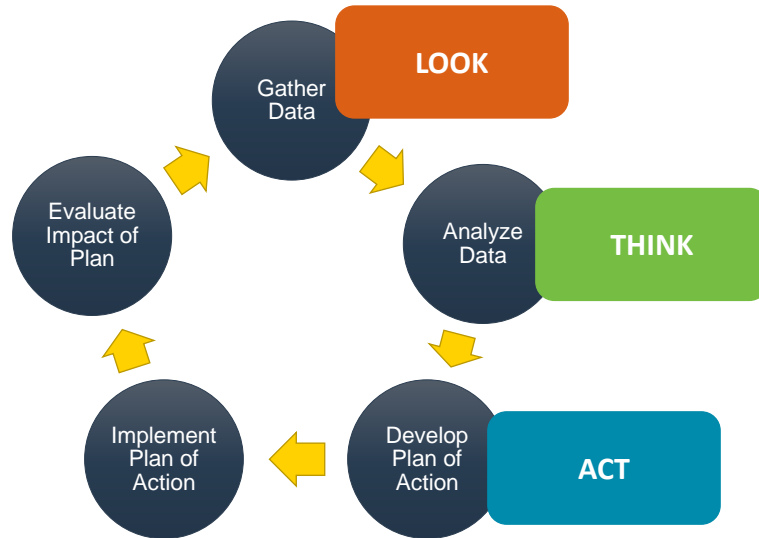 Gather
Data
LOOK
Analyze
Data
THINK
Develop
Plan of
Action
ACT
Implement
Plan of
Action
Evaluate
Impact of
Plan